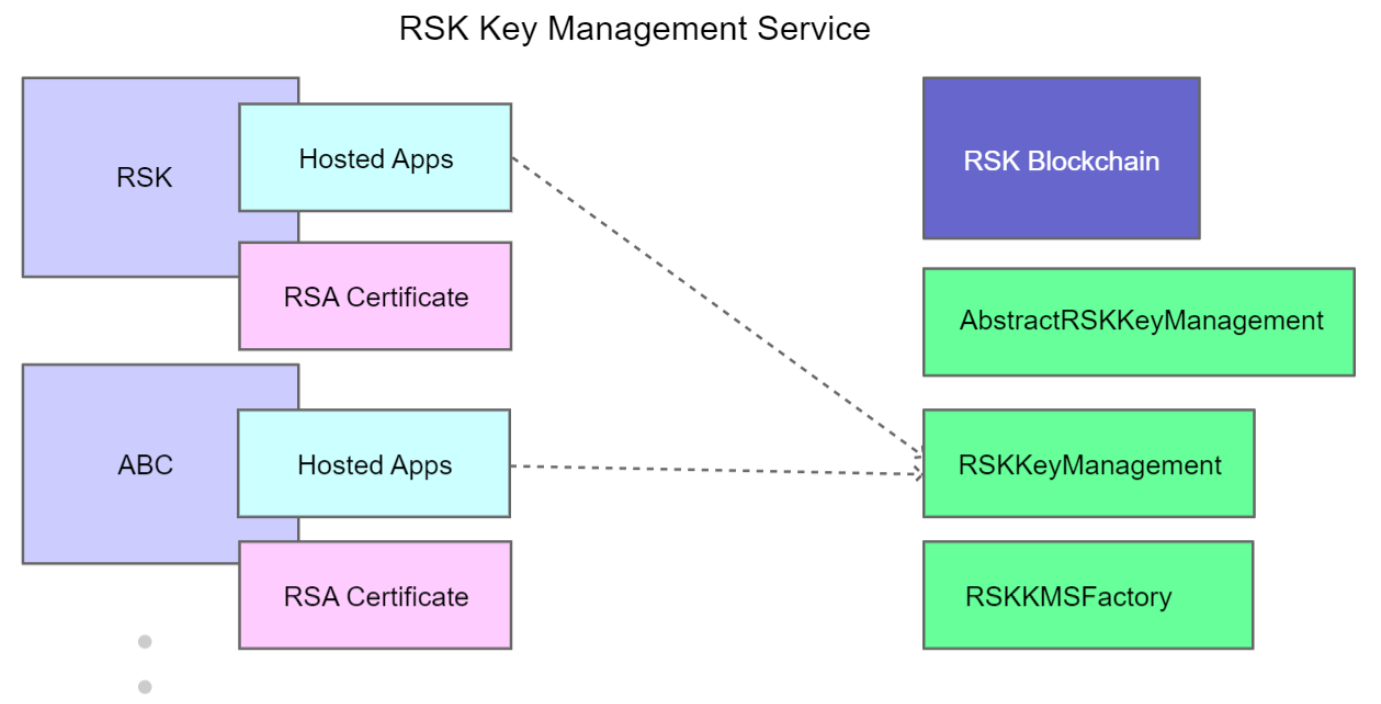 RSK Key Management Service
RSK
Hosted Apps
RSA Certificate
ABC
Hosted Apps
RSA Certificate
RSK Blockchain
AbstractRSKKeyManagement
RSKKeyManagement
RSKKMSFactory